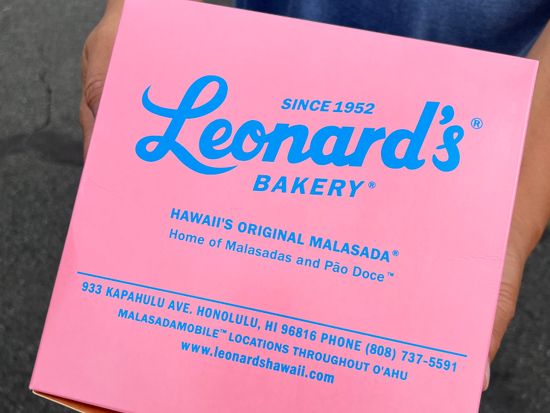 SINCE 1952
Leonard's®
BAKERY®
HAWAII'S ORIGINAL MALASADA®
Home of Malasadas and Pão Doce™
933 KAPAHULU AVE. HONOLULU, HI 96816 PHONE (808) 737-5591
MALASADAMOBILE™ LOCATIONS THROUGHOUT O'AHU
www.leonardshawaii.com